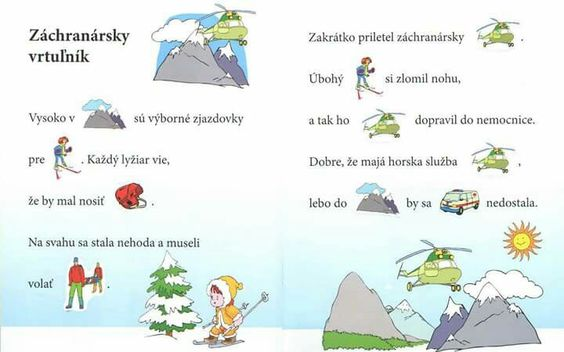 Záchranársky
vrtuľník
Vysoko v sú výborné zjazdovky
pre . Každý lyžiar vie,
že by mal nosiť .
Na svahu sa stala nehoda a museli
volať .
Zakrátko priletel záchranársky .
Úbohý si zlomil nohu,
a tak ho dopravil do nemocnice.
Dobre, že majá horska služba ,
lebo do by sa nedostala.